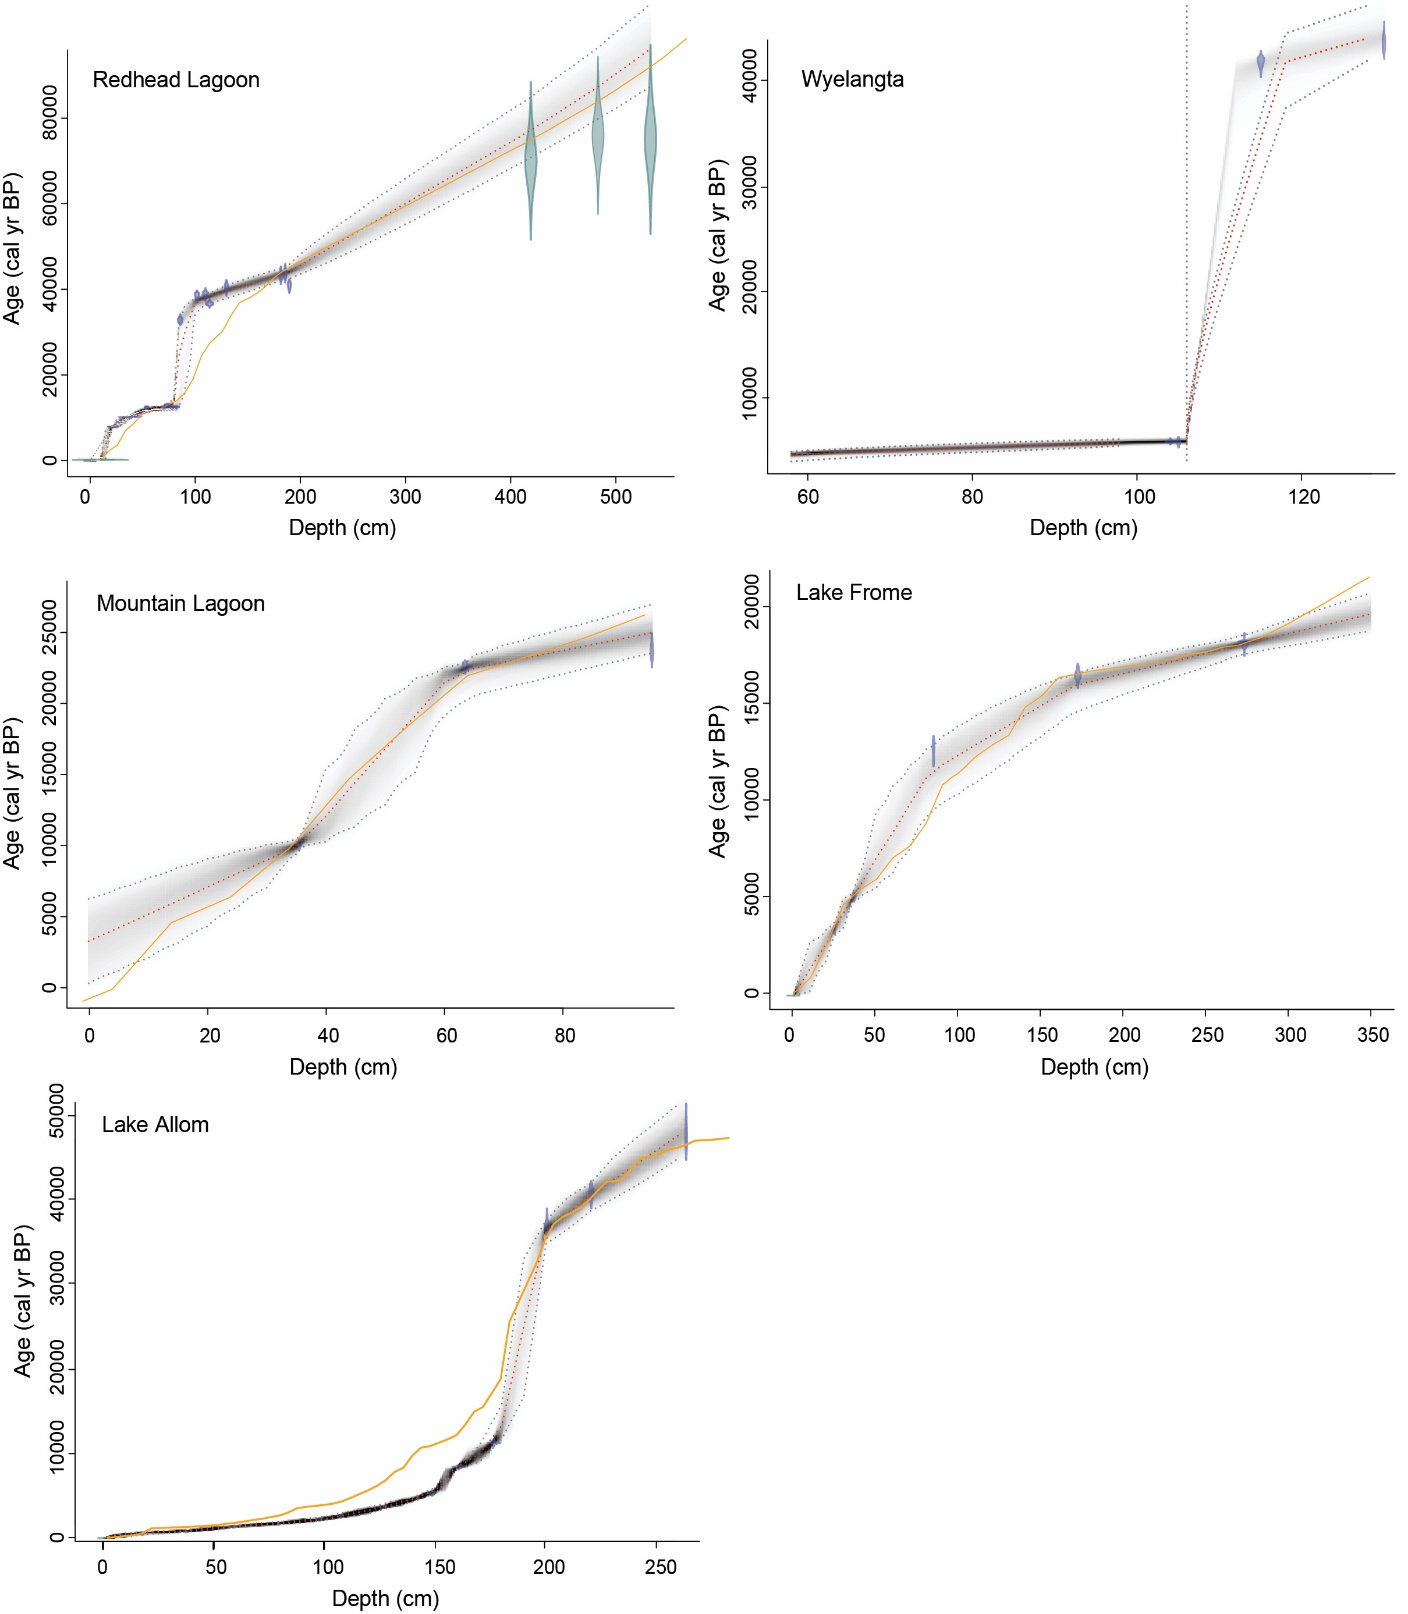 Redhead Lagoon
Age (cal yr BP)
80000
60000
40000
20000
0
0 100 200 300 400 500
Depth (cm)
Wyelangta
Age (cal yr BP)
40000
30000
20000
10000
60 80 100 120
Depth (cm)
Mountain Lagoon
Age (cal yr BP)
25000
20000
15000
10000
5000
0
0 20 40 60 80
Depth (cm)
Lake Frome
Age (cal yr BP)
20000
15000
10000
5000
0
0 50 100 150 200 250 300 350
Depth (cm)
Lake Allom
Age (cal yr BP)
50000
40000
30000
20000
10000
0
0 50 100 150 200 250
Depth (cm)